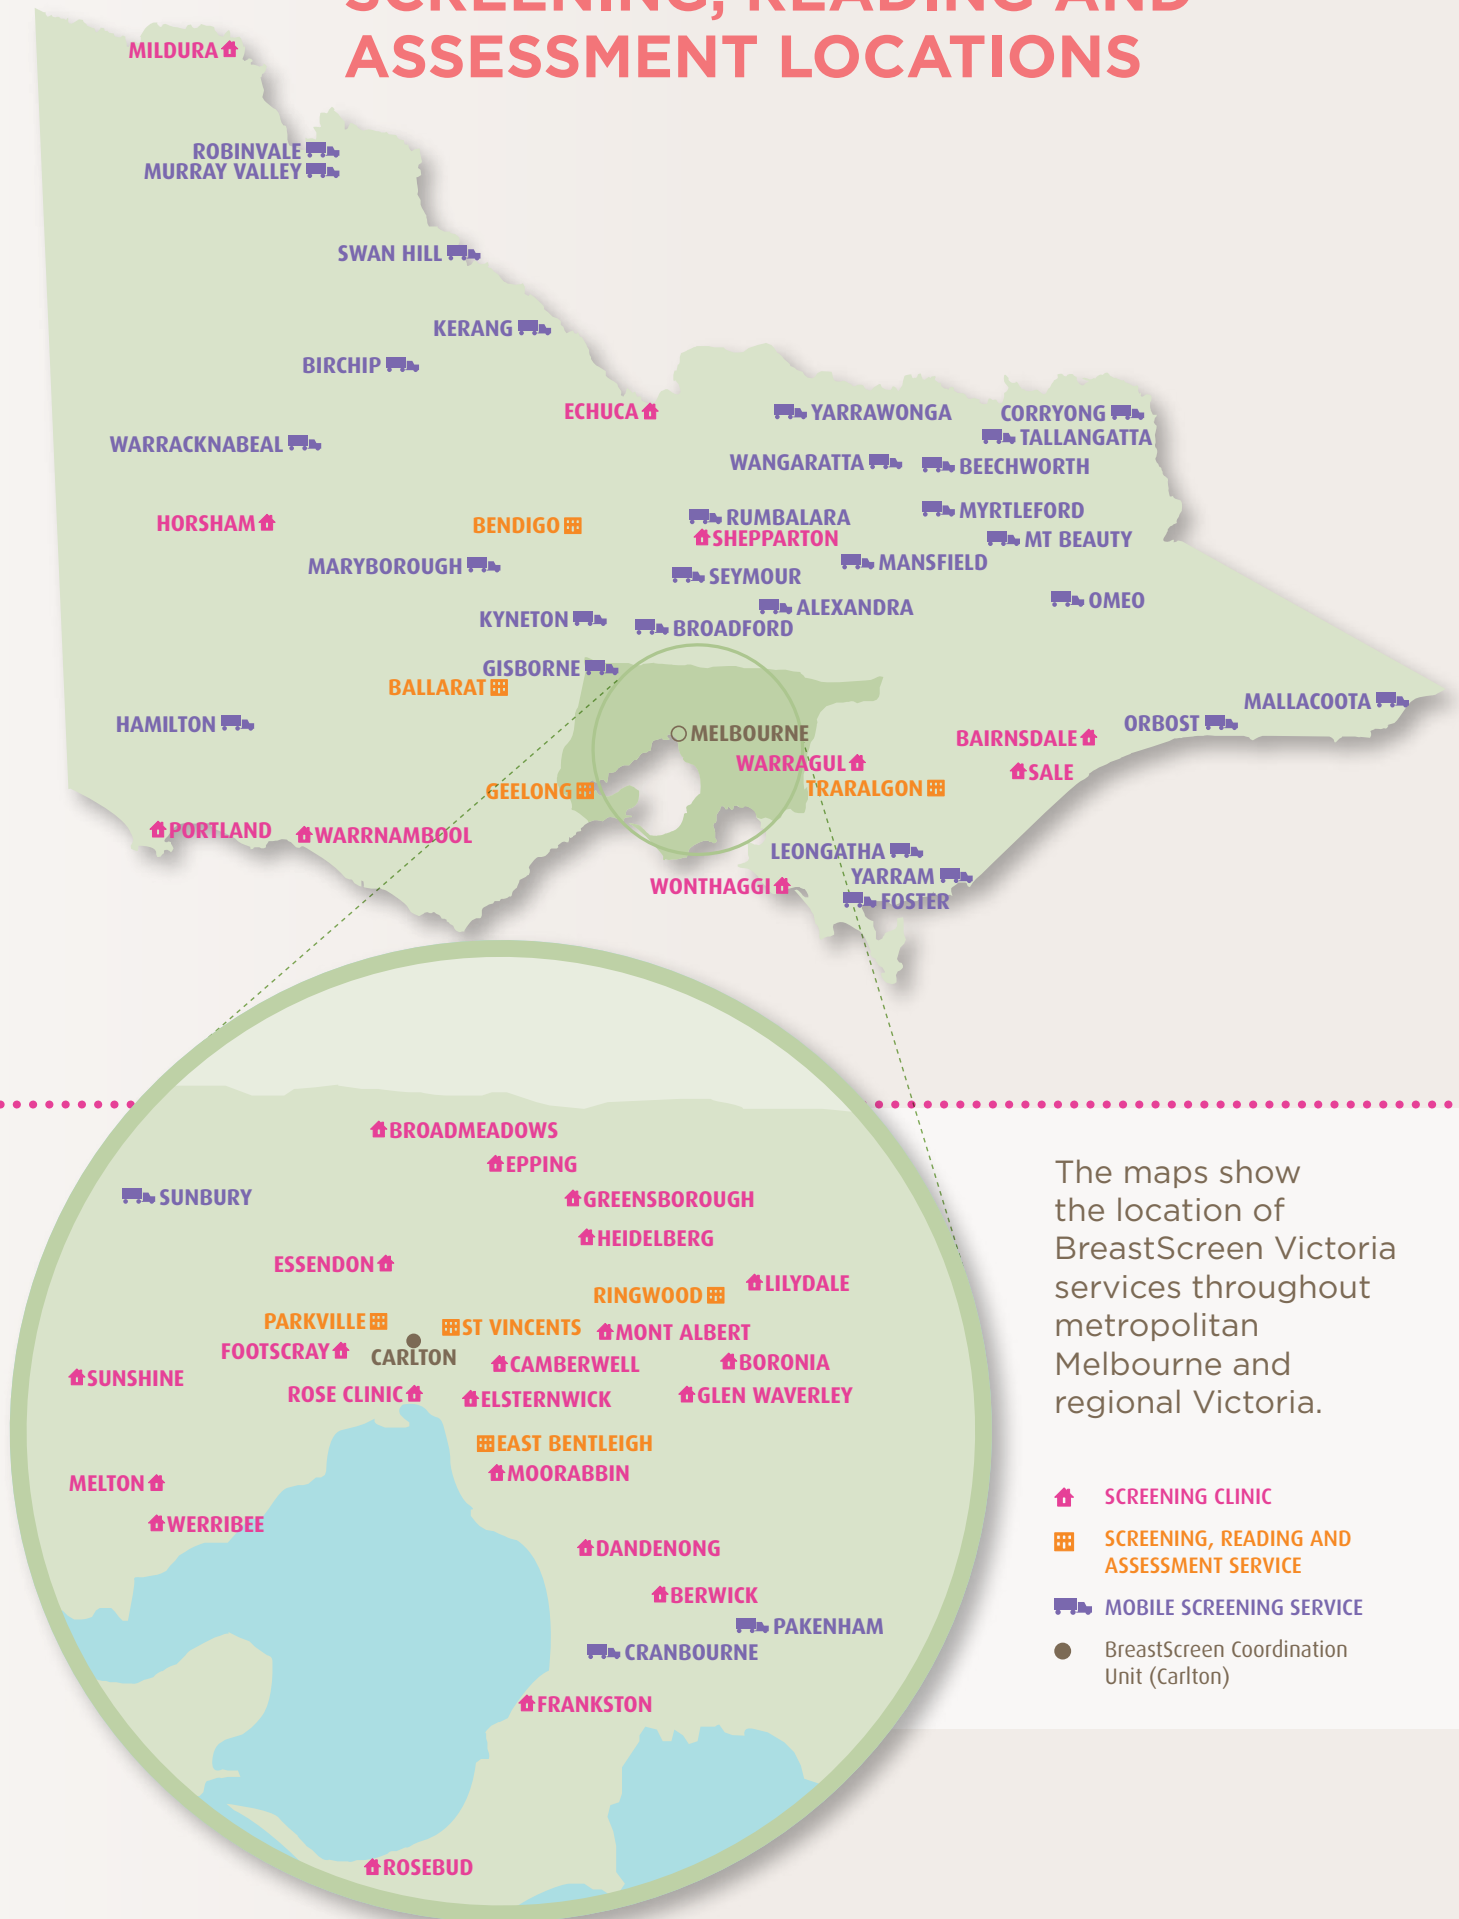 SCREENING, READING AND
ASSESSMENT LOCATIONS
MILDURA
ROBINVALE
MURRAY VALLEY
SWAN HILL
KERANG
BIRCHIP
ECHUCA
YARRAWONGA
CORRYONG
TALLANGATTA
WARRACKNABEAL
WANGARATTA
BEECHWORTH
HORSHAM
BENDIGO
RUMBALARA
MYRTLEFORD
SHEPPARTON
MT BEAUTY
MARYBOROUGH
MANSFIELD
SEYMOUR
ALEXANDRA
OMEO
KYNETON
BROADFORD
GISBORNE
BALLARAT
MALLACOOTA
HAMILTON
ORBOST
MELBOURNE
BAIRNSDALE
WARRAGUL
SALE
GEELONG
TRARALGON
PORTLAND
WARRNAMBOOL
LEONGATHA
YARRAM
WONTHAGGI
FOSTER
BROADMEADOWS
EPPING
SUNBURY
GREENSBOROUGH
HEIDELBERG
ESSENDON
LILYDALE
RINGWOOD
PARKVILLE
ST VINCENTS
MONT ALBERT
FOOTSCRAY
CARLTON
CAMBERWELL
BORONIA
SUNSHINE
ROSE CLINIC
ELSTERNWICK
GLEN WAVERLEY
EAST BENTLEIGH
MOORABBIN
MELTON
WERRIBEE
DANDENONG
BERWICK
PAKENHAM
CRANBOURNE
FRANKSTON
ROSEBUD
The maps show
the location of
BreastScreen Victoria
services throughout
metropolitan
Melbourne and
regional Victoria.
SCREENING CLINIC
SCREENING, READING AND
ASSESSMENT SERVICE
MOBILE SCREENING SERVICE
BreastScreen Coordination
Unit (Carlton)